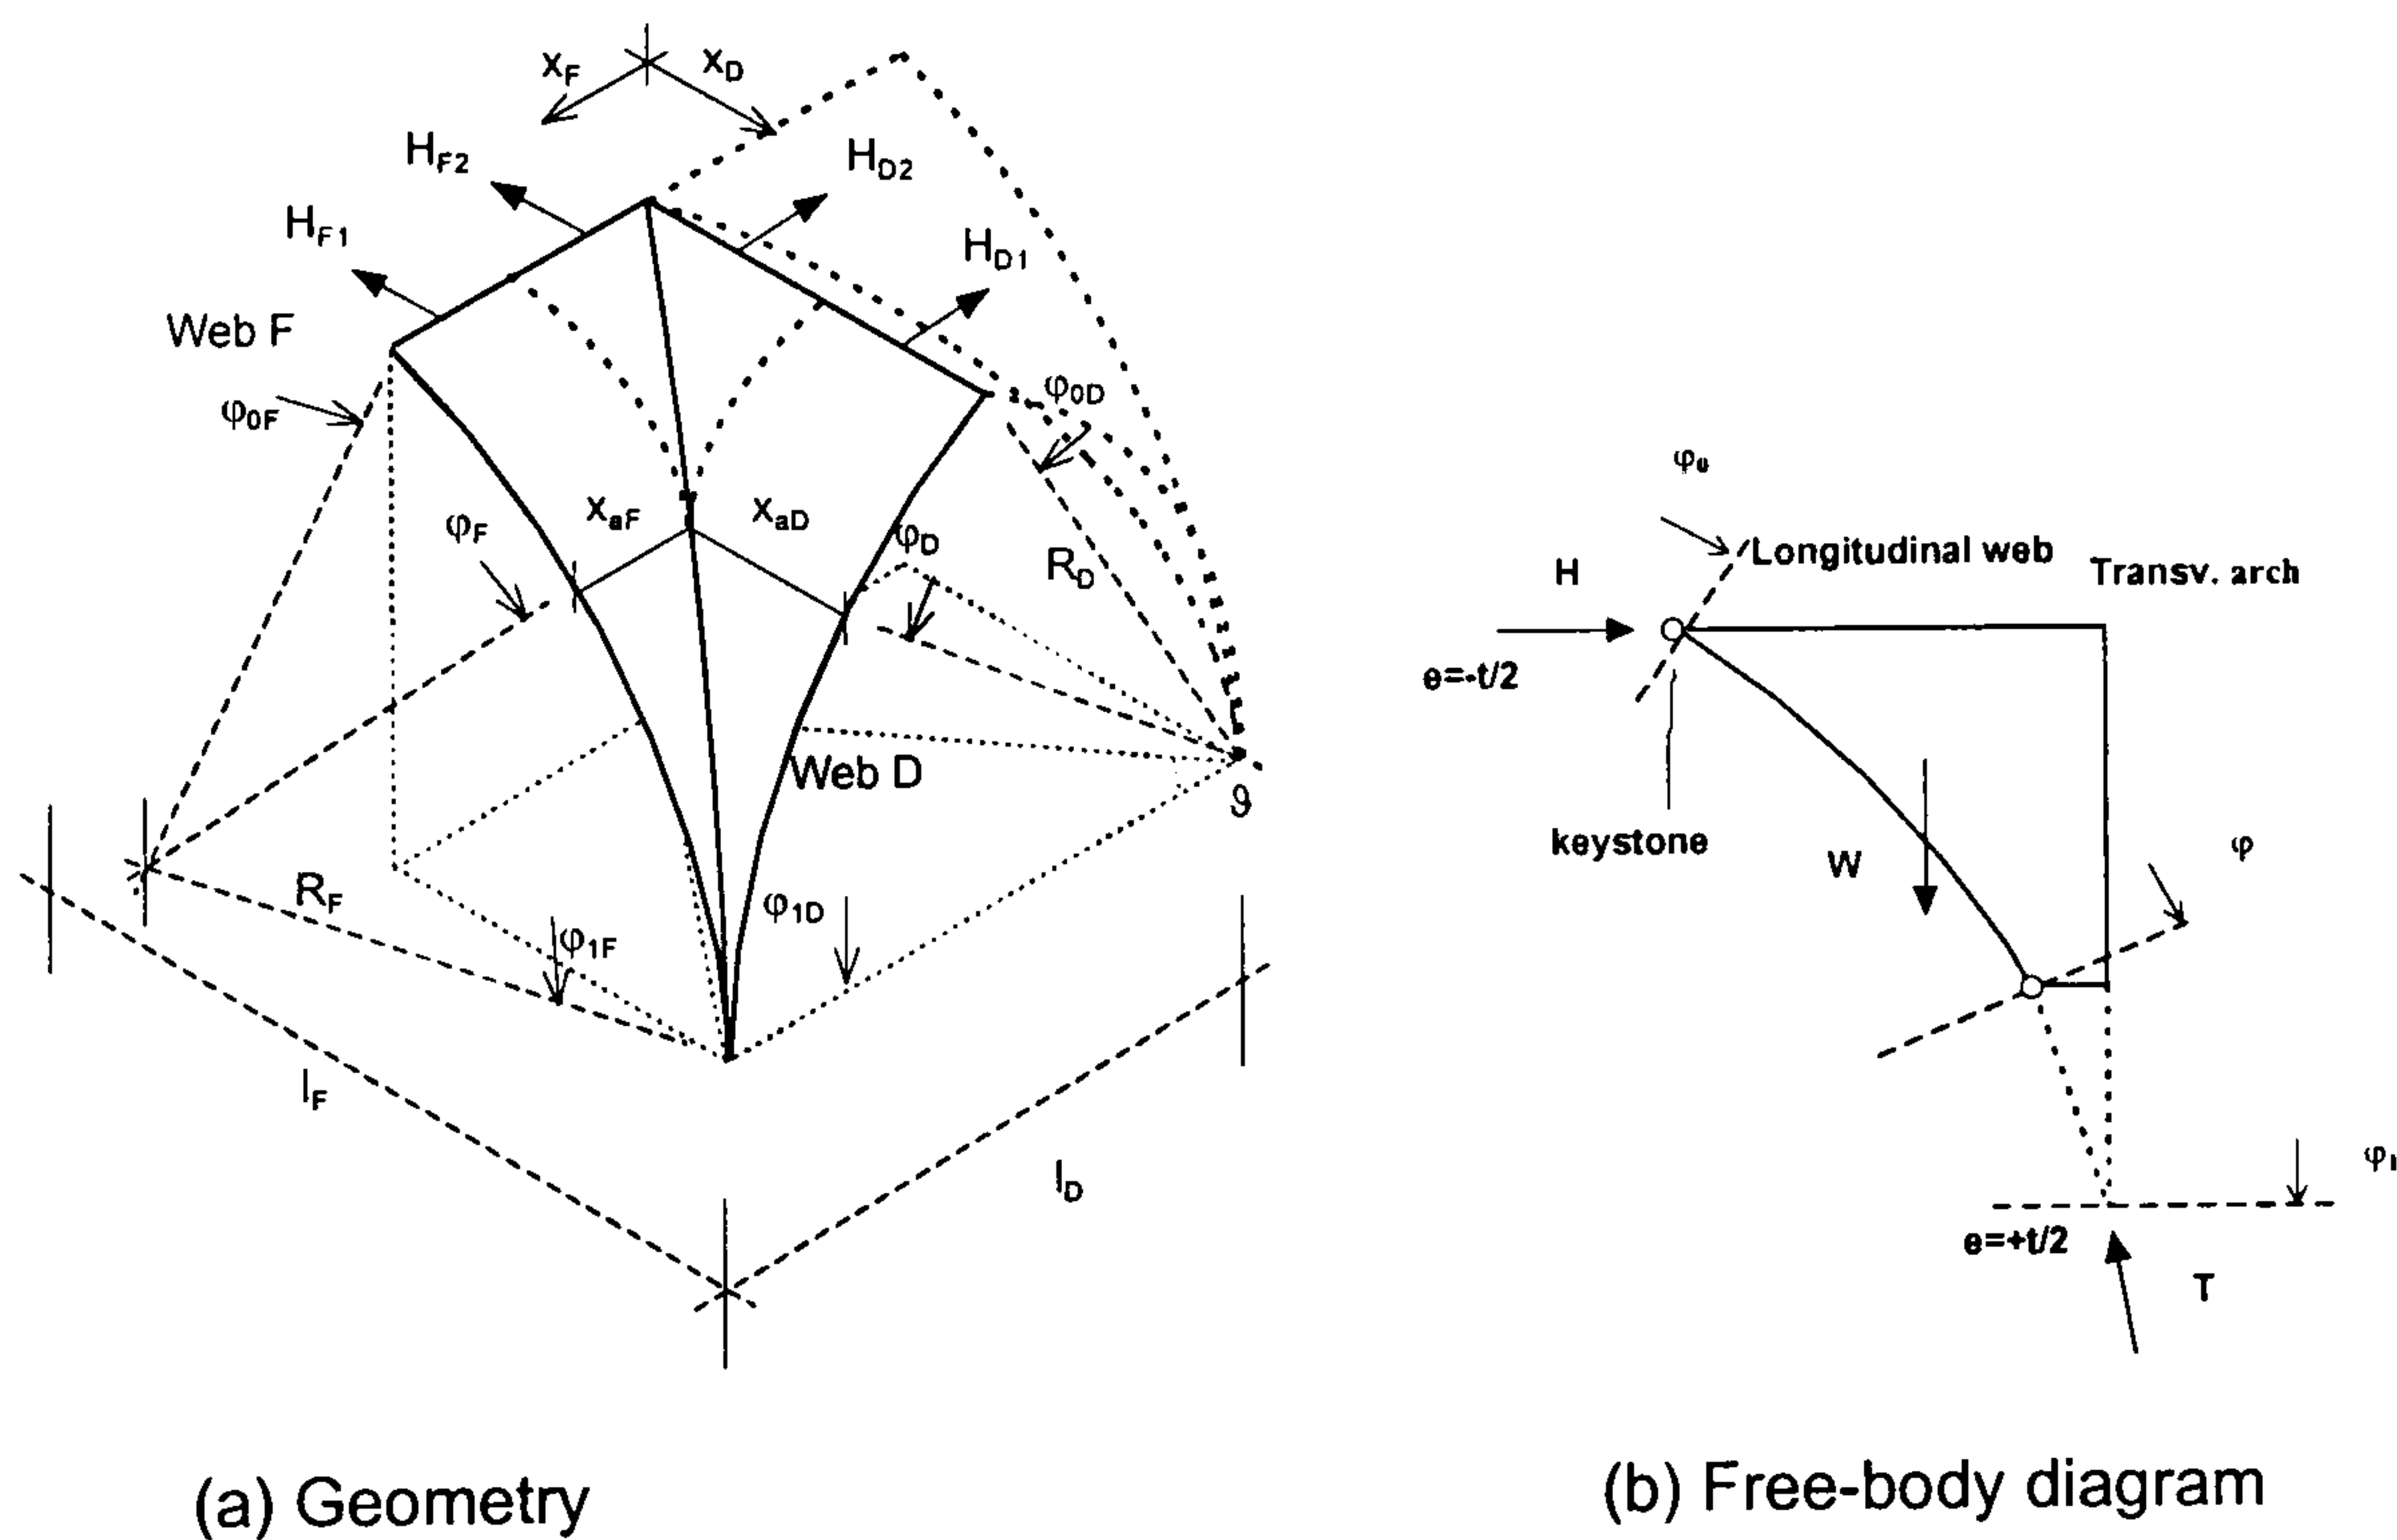 x_F
x_D
H_F2
H_D2
H_F1
H_D1
Web F
φ_0F
φ_0D
x_aF
x_aD
φ_F
φ_D
R_D
Web D
9
R_F
φ_1D
φ_1F
l_F
l_D
(a) Geometry
φ_0
H
Longitudinal web
Transv. arch
e=-t/2
keystone
W
φ
φ_1
e=+t/2
T
(b) Free-body diagram